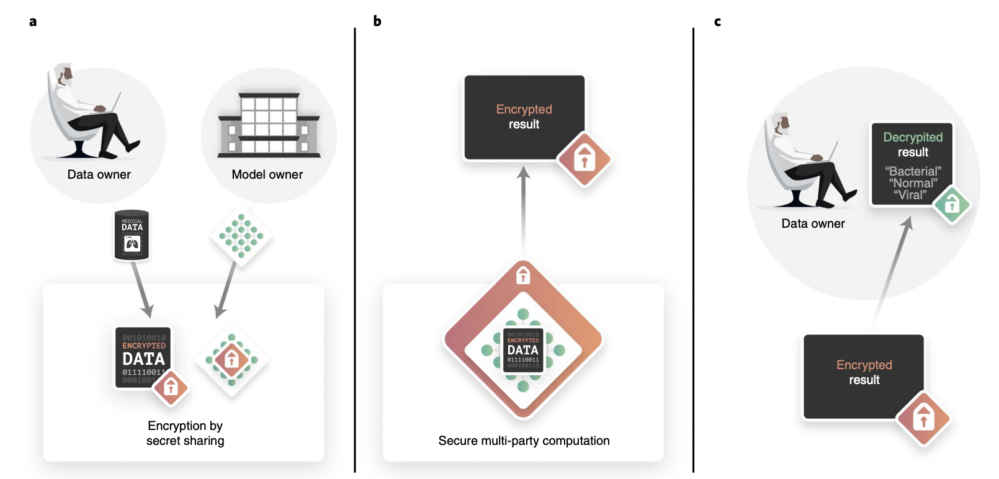 a
Data owner
Model owner
MEDICAL
DATA
001010010
ENCRYPTED
DATA
011110011
Encryption by
secret sharing
b
Encrypted
result
001010010
ENCRYPTED
DATA
011110011
000100110
Secure multi-party computation
c
Decrypited
result
“Bacterial”
“Normal”
“Viral”
Data owner
Encrypted
result